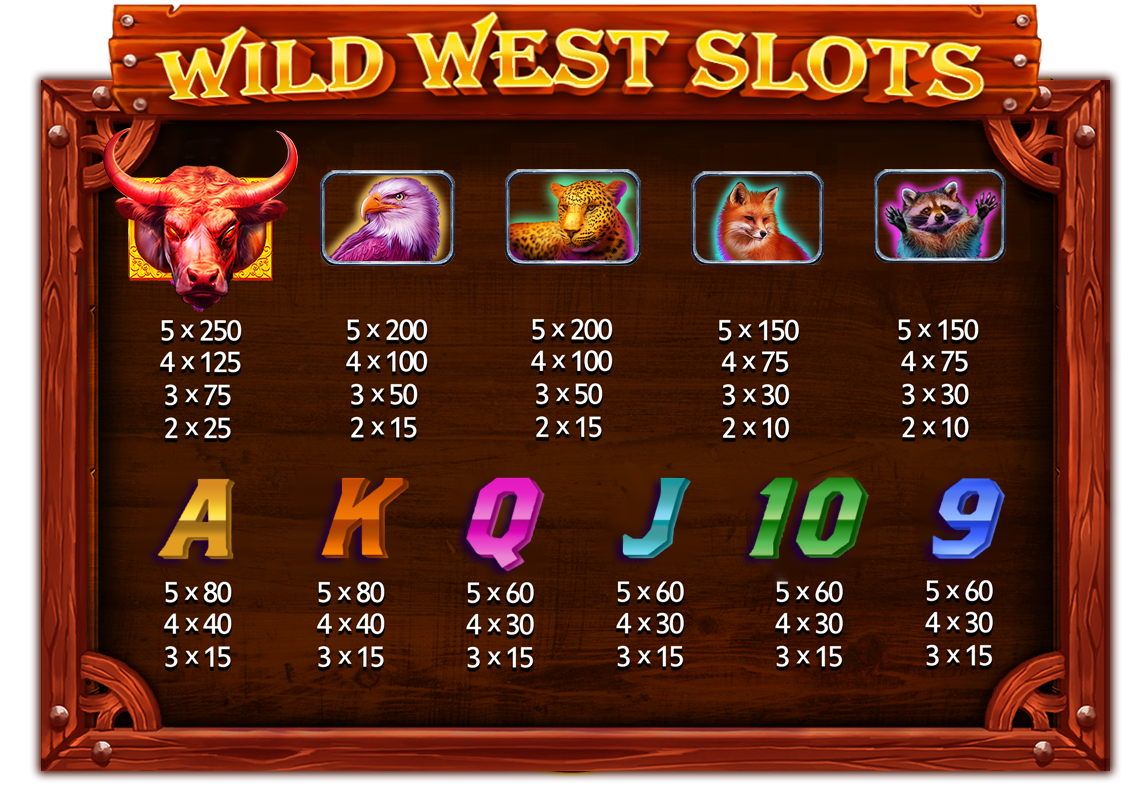 WILD WEST SLOTS
5 x 250 5 x 200 5 x 200 5 x 150 5 x 150
4 x 125 4 x 100 4 x 100 4 x 75 4 x 75
3 x 75 3 x 50 3 x 50 3 x 30 3 x 30
2 x 25 2 x 15 2 x 15 2 x 10 2 x 10
A K Q J 10 9
5 x 80 5 x 80 5 x 60 5 x 60 5 x 60 5 x 60
4 x 40 4 x 40 4 x 30 4 x 30 4 x 30 4 x 30
3 x 15 3 x 15 3 x 15 3 x 15 3 x 15 3 x 15